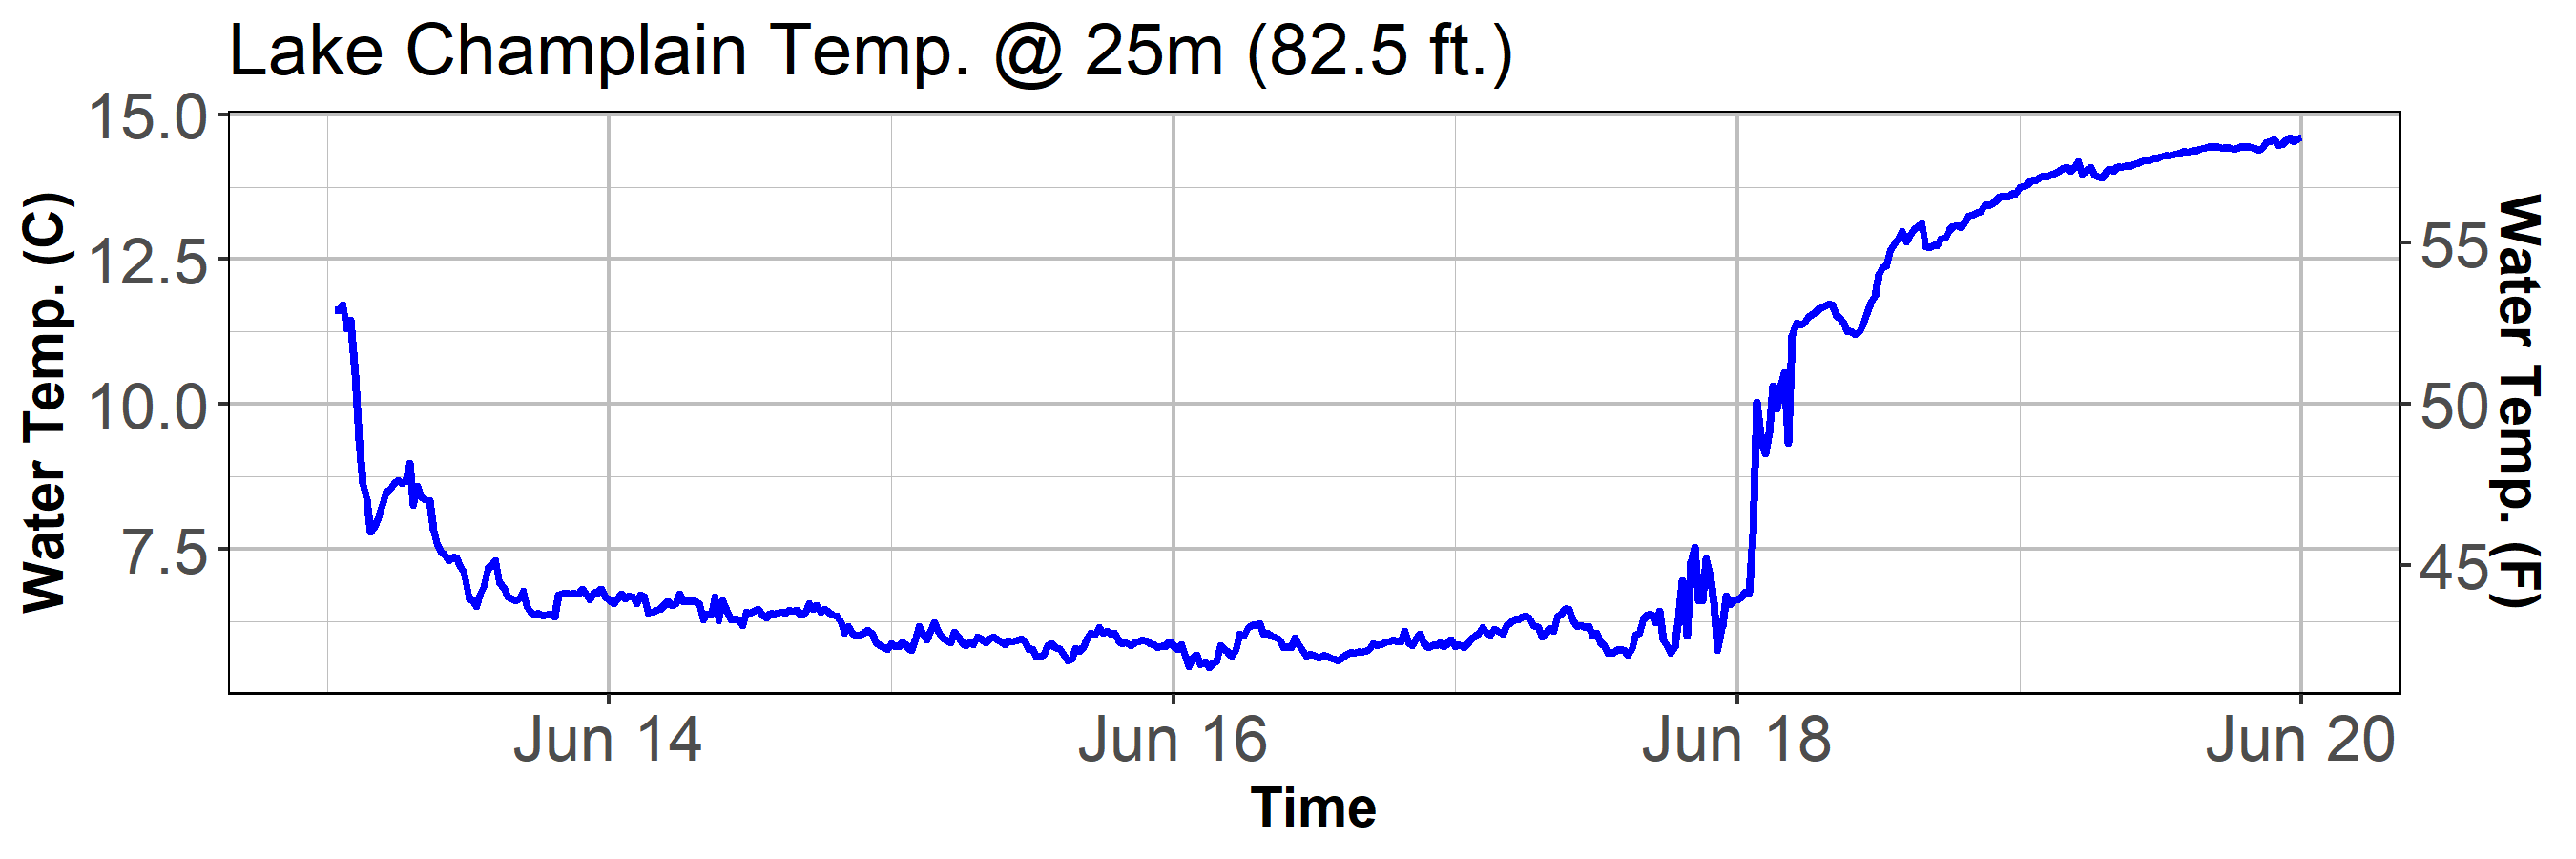 Lake Champlain Temp. @ 25m (82.5 ft.)
Water Temp. (C)
15.0
12.5
10.0
7.5
55
50
45
Water Temp. (F)
Jun 14 Jun 16 Jun 18 Jun 20
Time